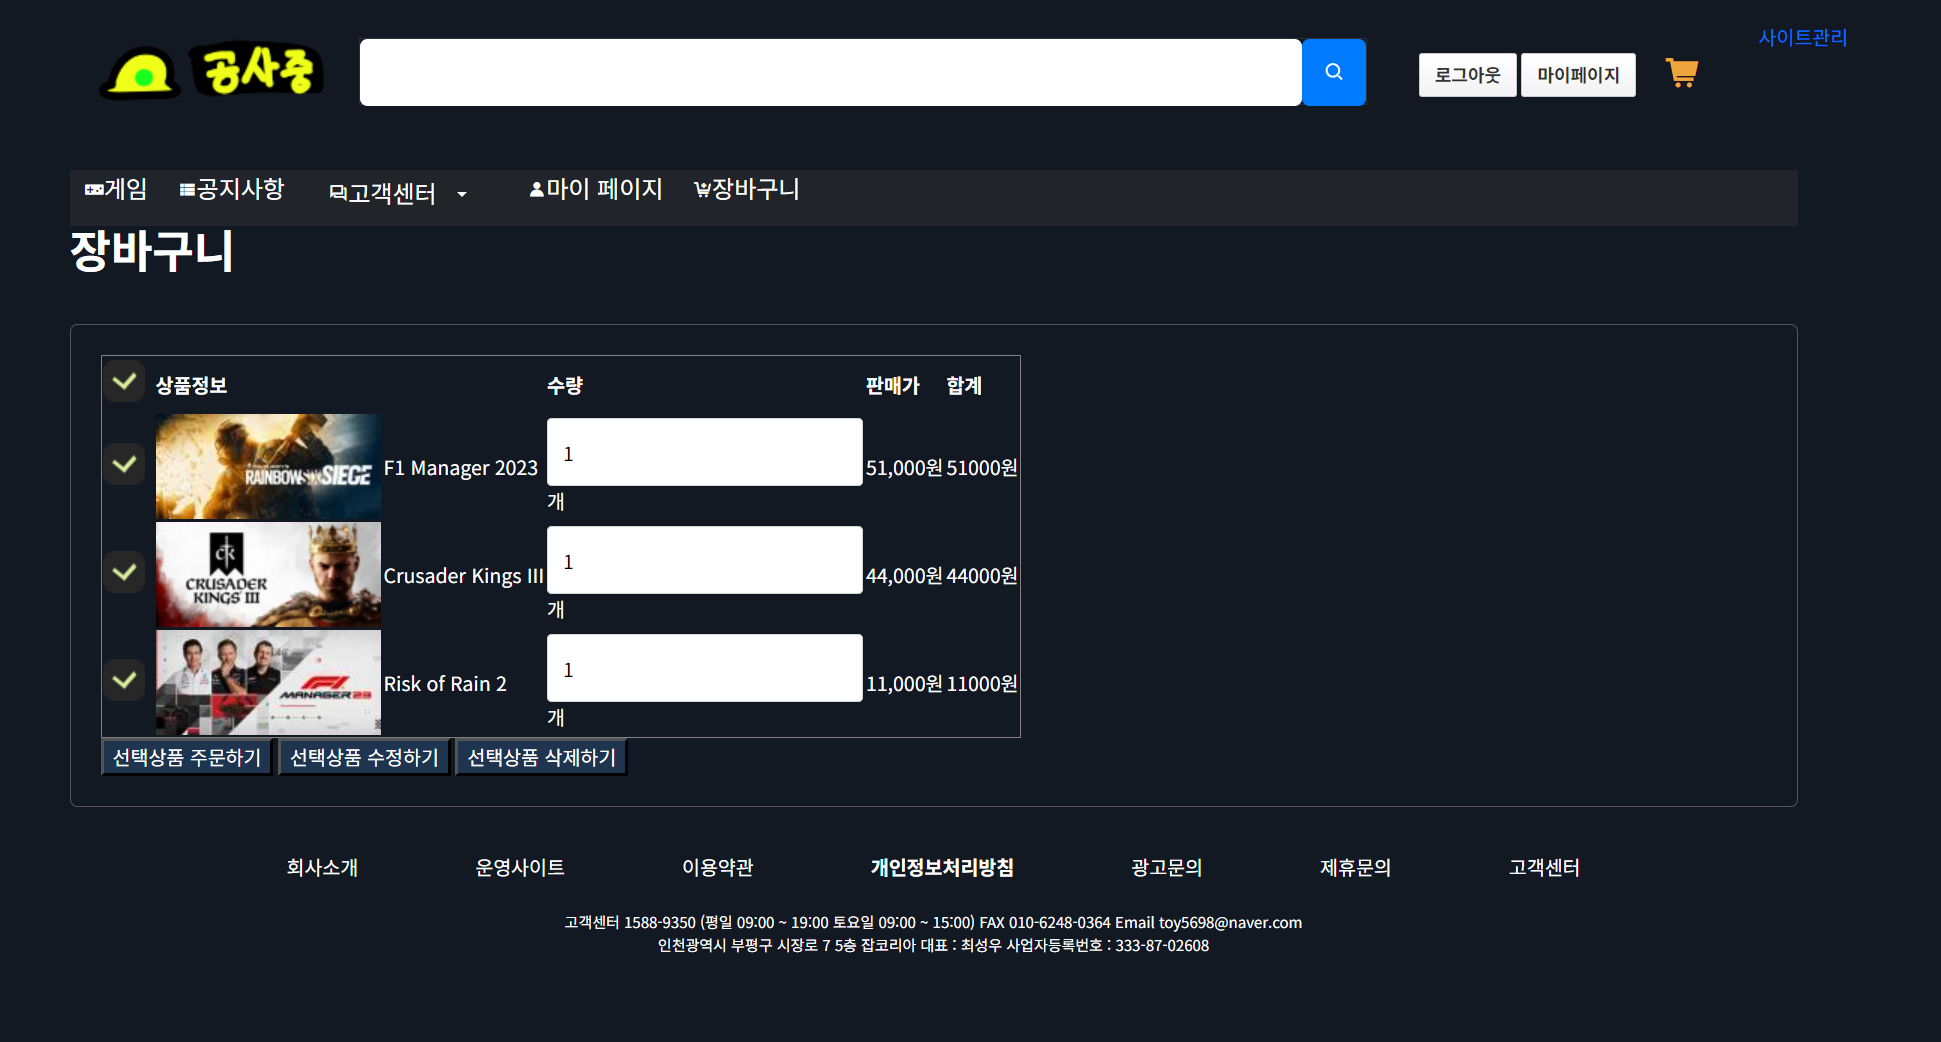 사이트관리
공사중
로그아웃 마이페이지
게임 공지사항 고객센터 마이 페이지 장바구니
장바구니
상품정보 수량 판매가 합계
RAINBOW SIX SIEGE
F1 Manager 2023 1 개 51,000원 51000원
CK
CRUSADER
KINGS III
Crusader Kings III 1 개 44,000원 44000원
F1
MANAGER 23
Risk of Rain 2 1 개 11,000원 11000원
선택상품 주문하기 선택상품 수정하기 선택상품 삭제하기
회사소개 운영사이트 이용약관 개인정보처리방침 광고문의 제휴문의 고객센터
고객센터 1588-9350 (평일 09:00 ~ 19:00 토요일 09:00 ~ 15:00) FAX 010-6248-0364 Email toy5698@naver.com
인천광역시 부평구 시장로 7 5층 잡코리아 대표 : 최성우 사업자등록번호 : 333-87-02608